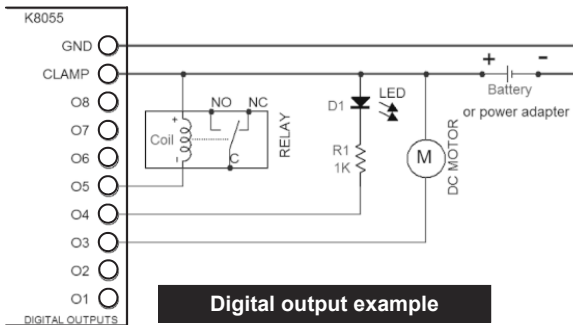 K8055
GND
CLAMP
O8
O7
O6
O5
O4
O3
O2
O1
DIGITAL OUTPUTS
NO NC
+
Coil
-
C
RELAY
D1
LED
R1
1K
M
DC MOTOR
+ -
Battery
or power adapter
Digital output example